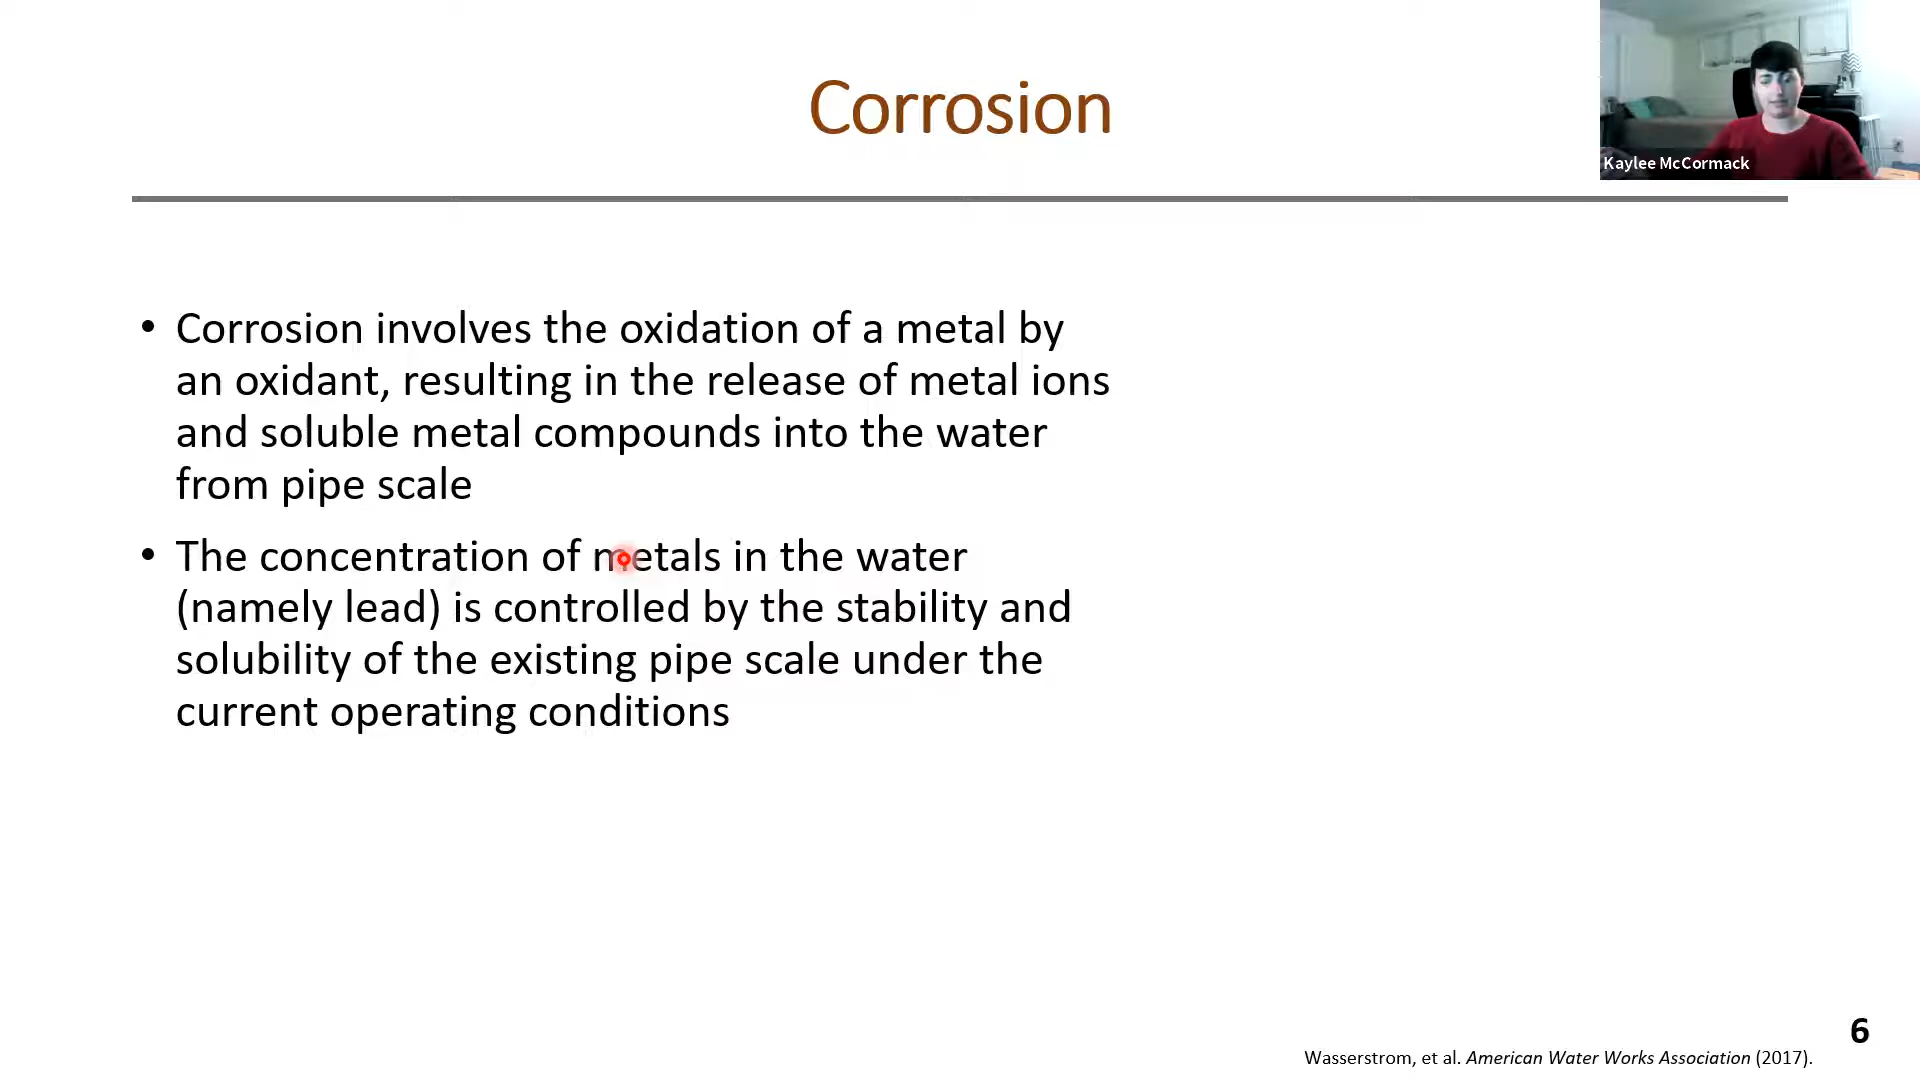 Corrosion
Kaylee McCormack
• Corrosion involves the oxidation of a metal by
an oxidant, resulting in the release of metal ions
and soluble metal compounds into the water
from pipe scale
• The concentration of metals in the water
(namely lead) is controlled by the stability and
solubility of the existing pipe scale under the
current operating conditions
6
Wasserstrom, et al. American Water Works Association (2017).